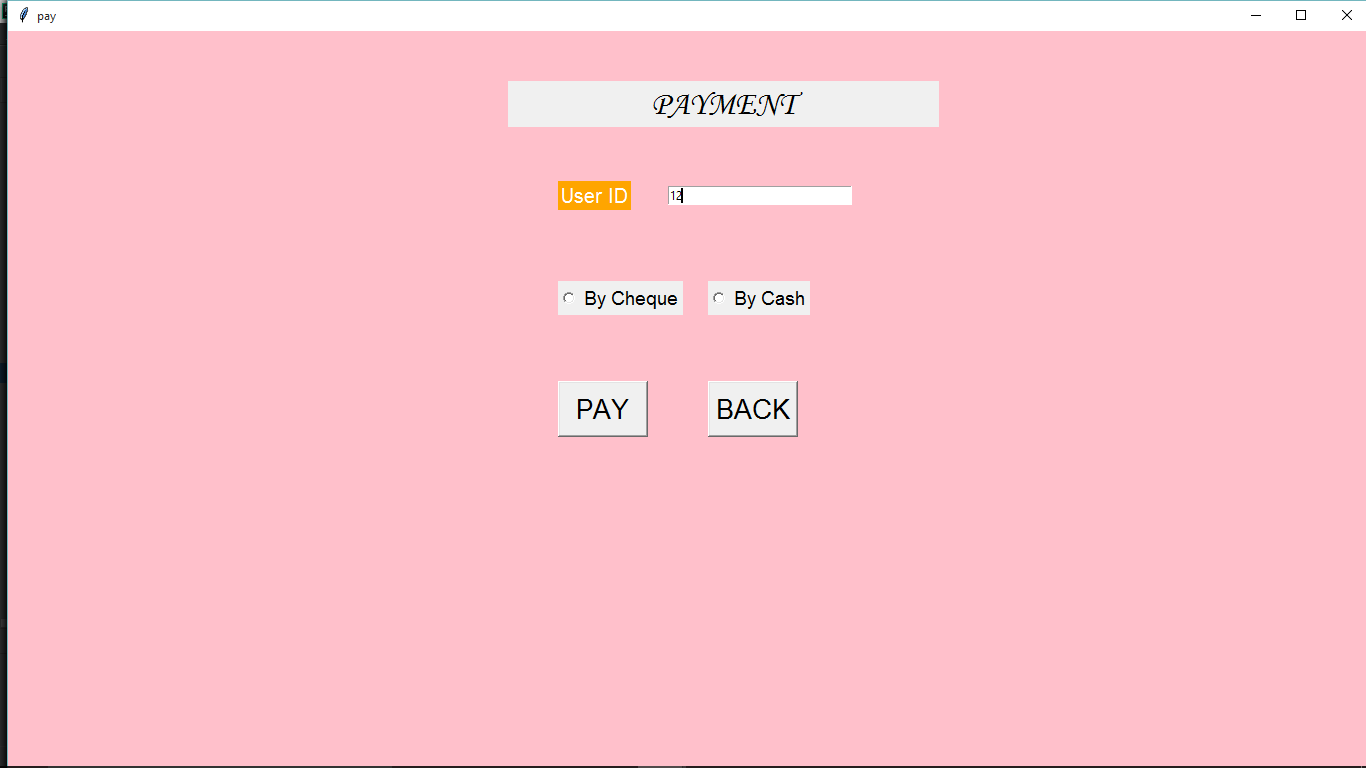 pay
PAYMENT
User ID 12
By Cheque By Cash
PAY BACK